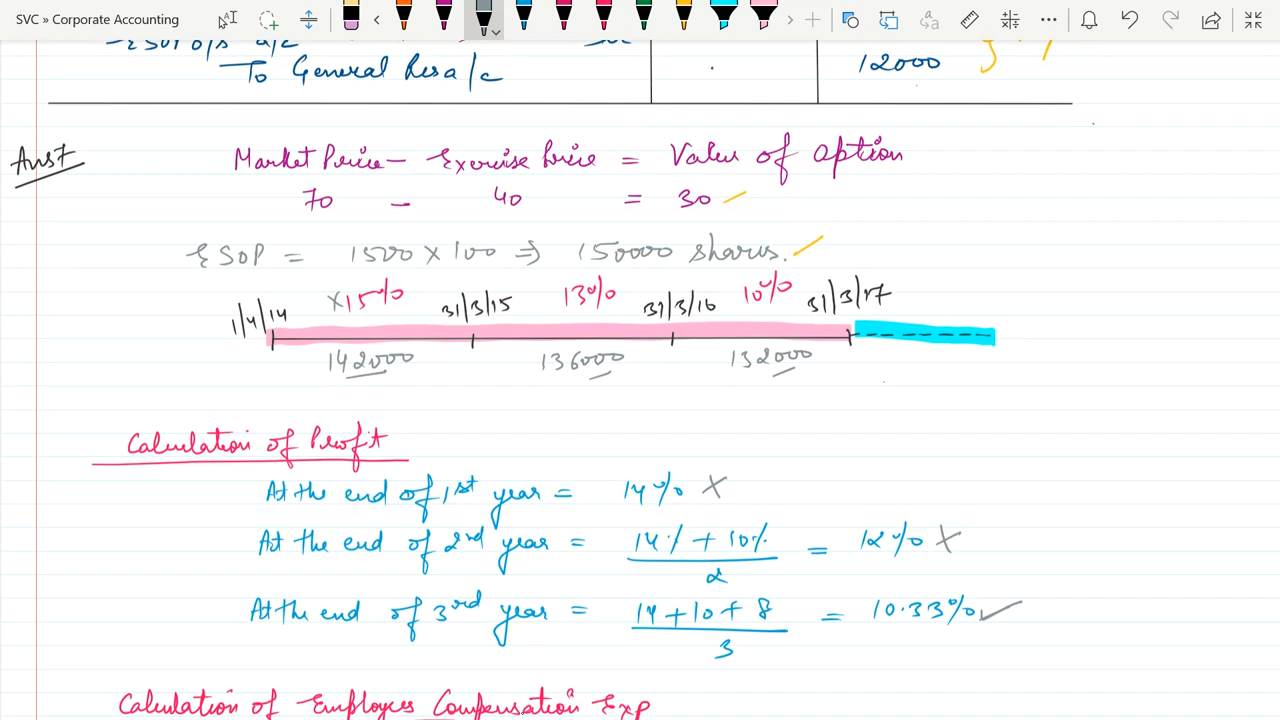 SVC » Corporate Accounting
ESOP o/s a/c
To General Res a/c
12000
Ans7
Market Price - Exercise price = Value of option
70 - 40 = 30
ESOP = 1500 × 100 ⇒ 150000 shares.
1/4/14 ×15% 31/3/15 13% 31/3/16 10% 31/3/17
142000 136000 132000
Calculation of Profit
At the end of 1st year = 14% ×
At the end of 2nd year = 14% + 10% / 2 = 12% ×
At the end of 3rd year = 14 + 10 + 8 / 3 = 10.33% ✓
Calculation of Employees Compensation Exp